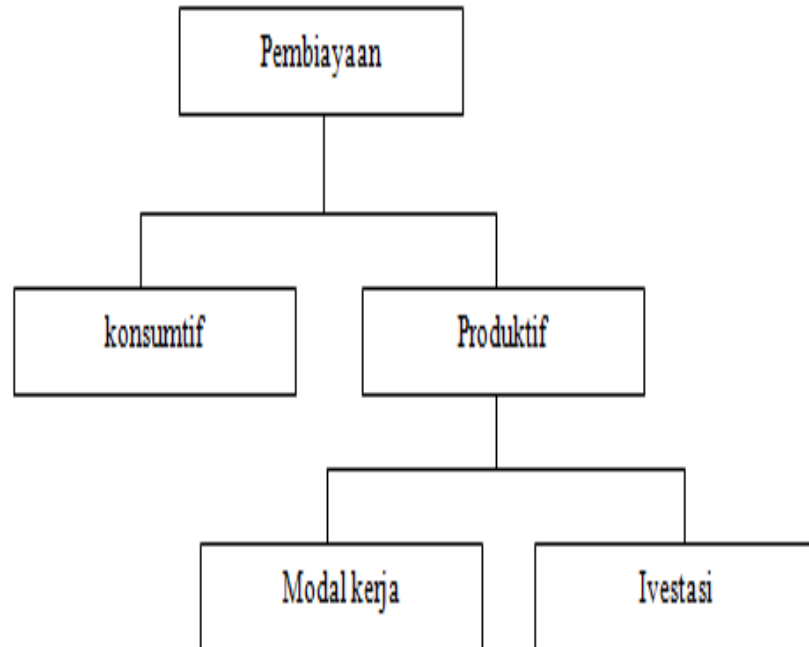 Pembiayaan
konsumtif
Produktif
Modal kerja
Ivestasi